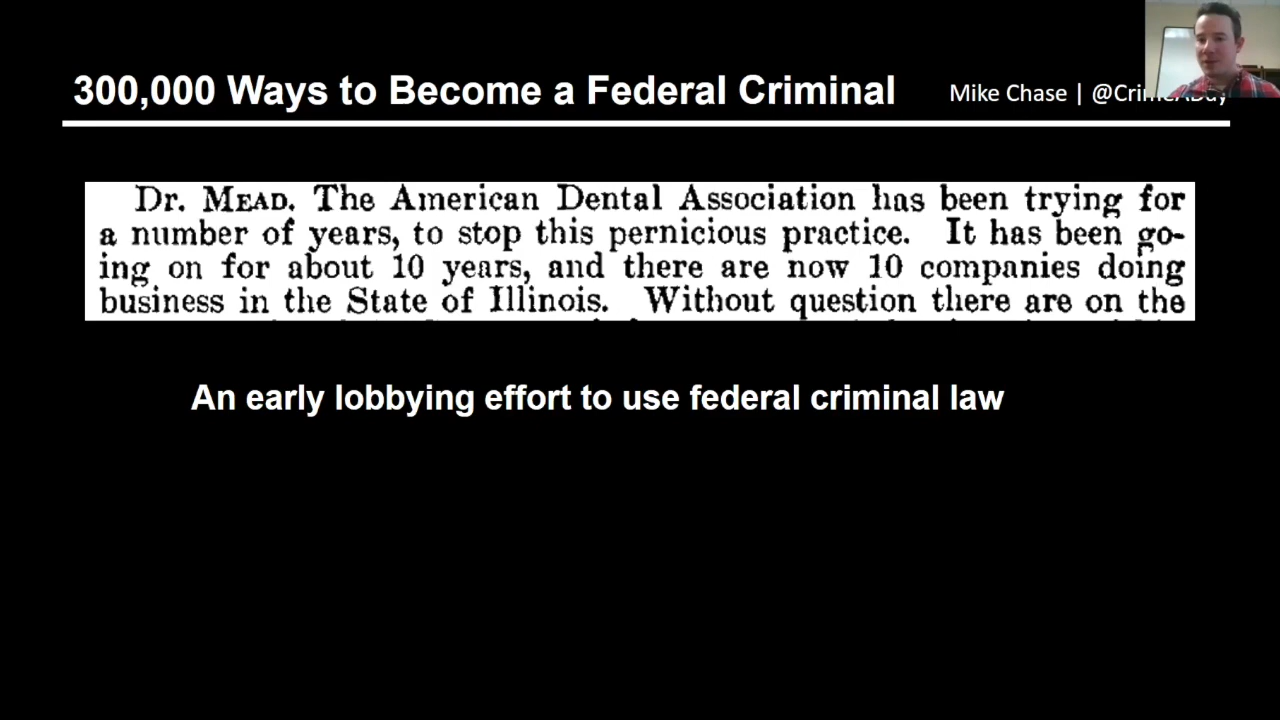 300,000 Ways to Become a Federal Criminal
Mike Chase | @CrimeADay
Dr. MEAD. The American Dental Association has been trying for
a number of years, to stop this pernicious practice. It has been go-
ing on for about 10 years, and there are now 10 companies doing
business in the State of Illinois. Without question there are on the
An early lobbying effort to use federal criminal law